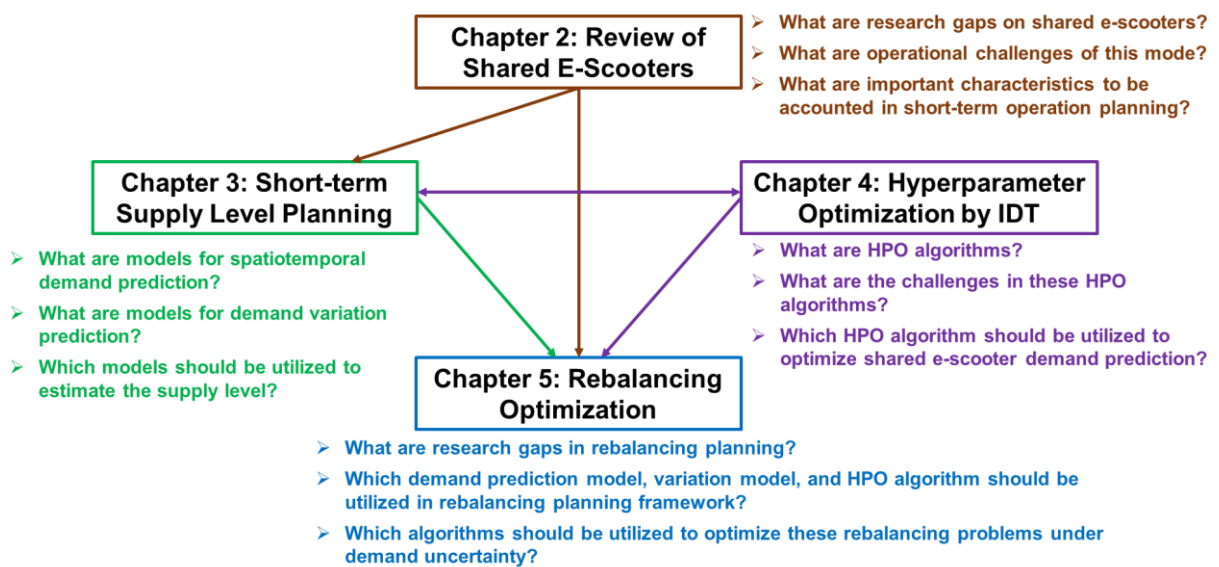 Chapter 2: Review of
Shared E-Scooters
➢ What are research gaps on shared e-scooters?
➢ What are operational challenges of this mode?
➢ What are important characteristics to be
accounted in short-term operation planning?
Chapter 3: Short-term
Supply Level Planning
➢ What are models for spatiotemporal
demand prediction?
➢ What are models for demand variation
prediction?
➢ Which models should be utilized to
estimate the supply level?
Chapter 4: Hyperparameter
Optimization by IDT
➢ What are HPO algorithms?
➢ What are the challenges in these HPO
algorithms?
➢ Which HPO algorithm should be utilized to
optimize shared e-scooter demand prediction?
Chapter 5: Rebalancing
Optimization
➢ What are research gaps in rebalancing planning?
➢ Which demand prediction model, variation model, and HPO algorithm should be
utilized in rebalancing planning framework?
➢ Which algorithms should be utilized to optimize these rebalancing problems under
demand uncertainty?